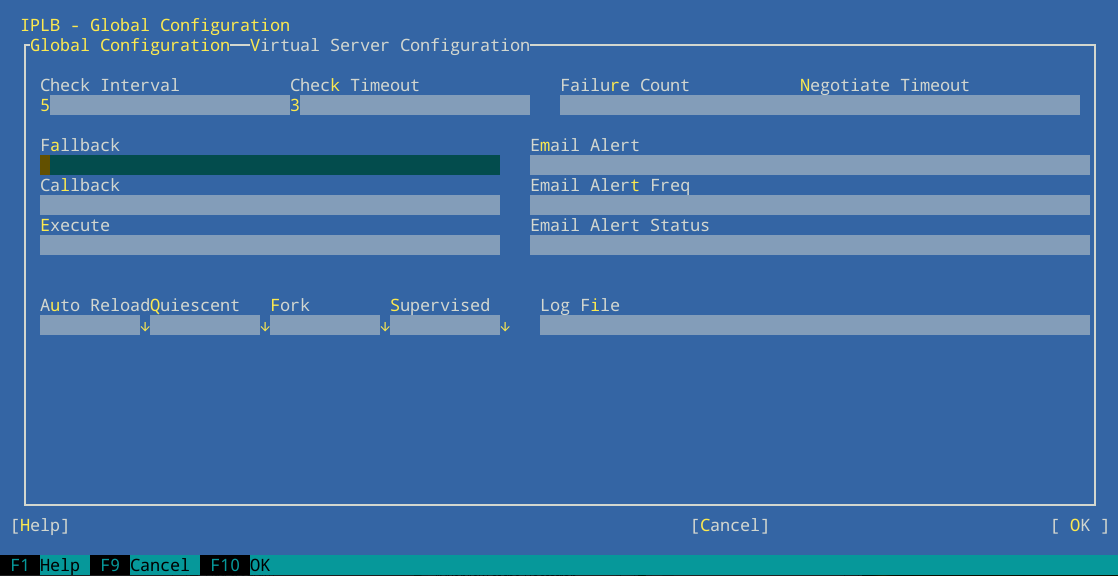 IPLB - Global Configuration
Global Configuration Virtual Server Configuration
Check Interval Check Timeout Failure Count Negotiate Timeout
5 3
Fallback Email Alert
Callback Email Alert Freq
Execute Email Alert Status
Auto Reload Quiescent Fork Supervised Log File
↓ ↓ ↓ ↓
[Help] [Cancel] [ OK ]
F1 Help F9 Cancel F10 OK